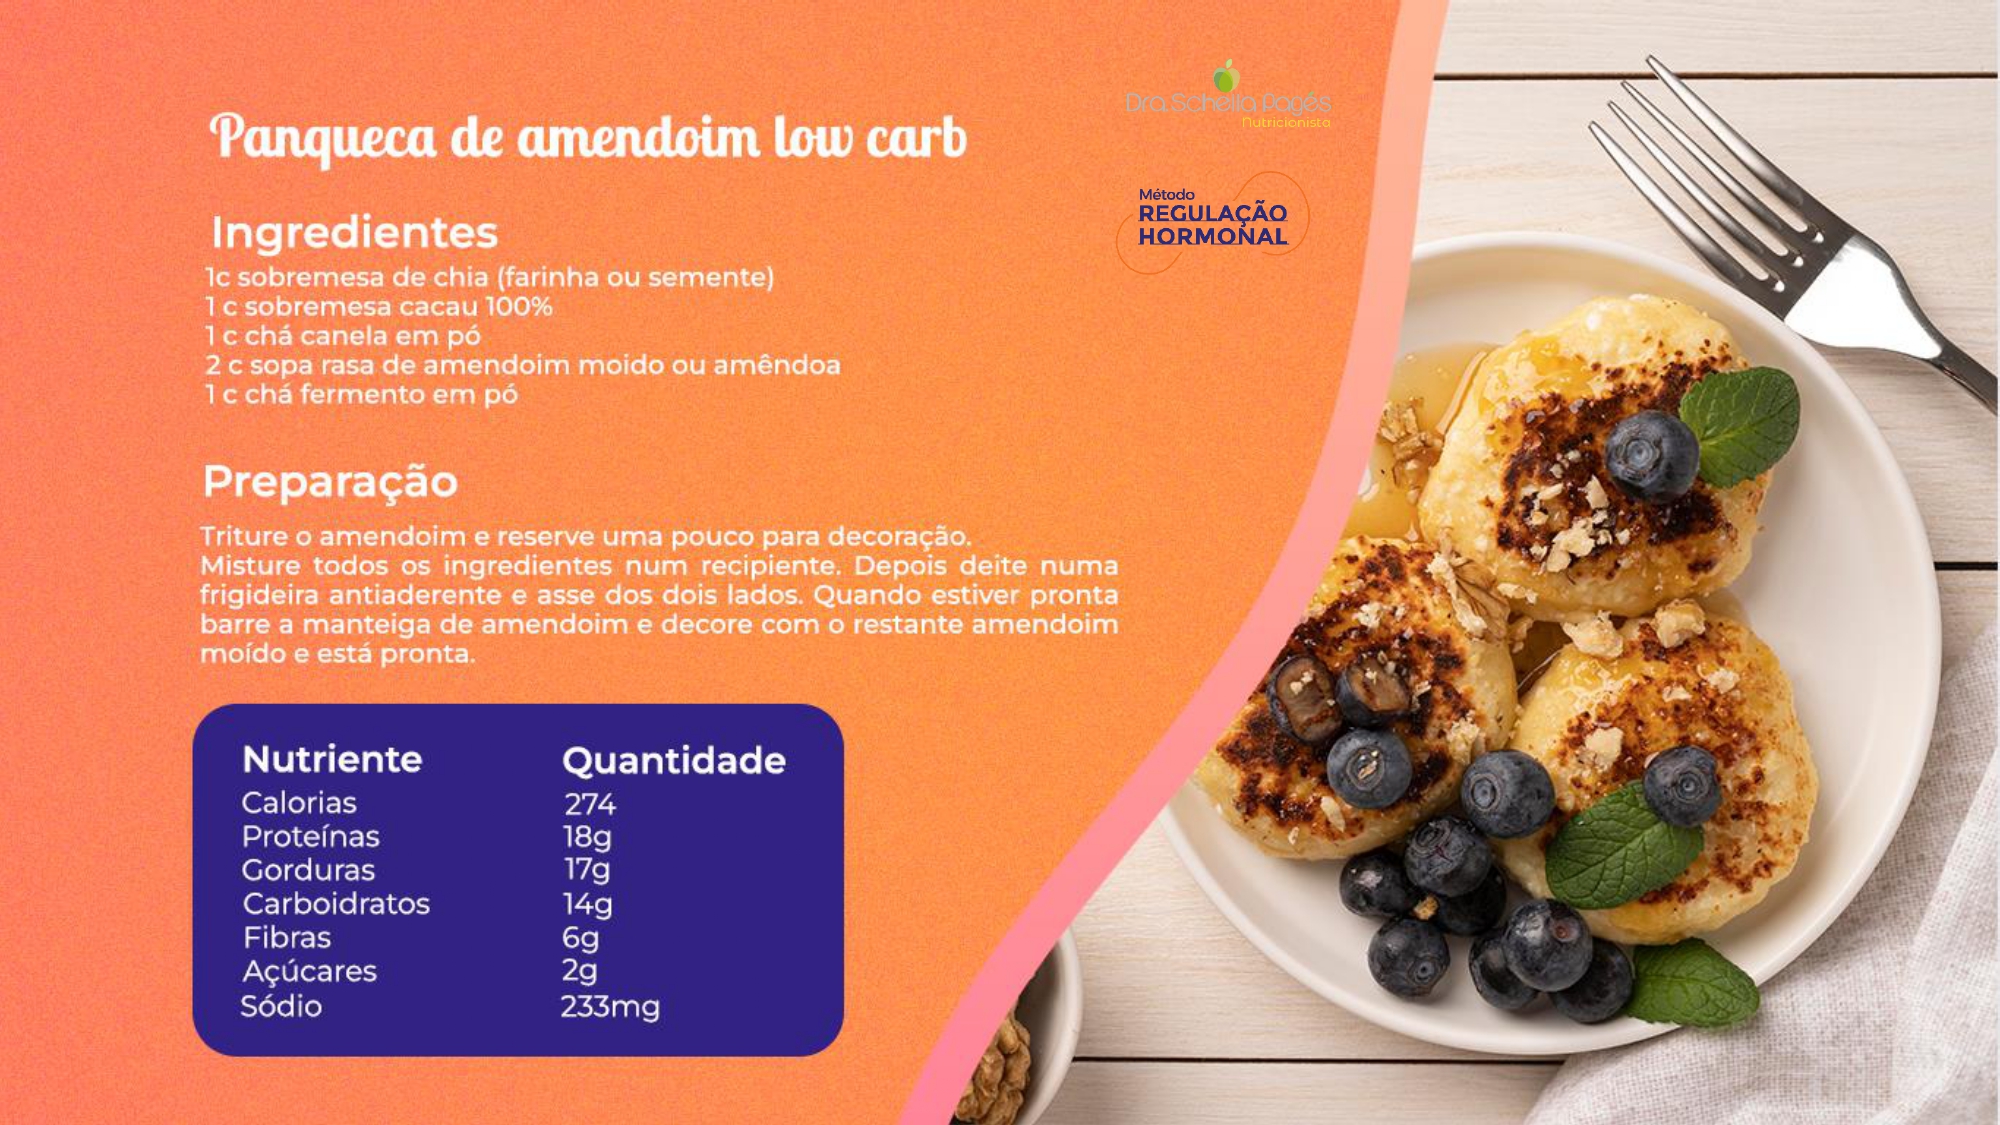 Dra.Scheila Pagés
Nutricionista
Panqueca de amendoim low carb
Método
REGULAÇÃO
HORMONAL
Ingredientes
1c sobremesa de chia (farinha ou semente)
1 c sobremesa cacau 100%
1 c chá canela em pó
2 c sopa rasa de amendoim moido ou amêndoa
1 c chá fermento em pó
Preparação
Triture o amendoim e reserve uma pouco para decoração.
Misture todos os ingredientes num recipiente. Depois deite numa
frigideira antiaderente e asse dos dois lados. Quando estiver pronta
barre a manteiga de amendoim e decore com o restante amendoim
moído e está pronta.
Nutriente Quantidade
Calorias 274
Proteínas 18g
Gorduras 17g
Carboidratos 14g
Fibras 6g
Açúcares 2g
Sódio 233mg